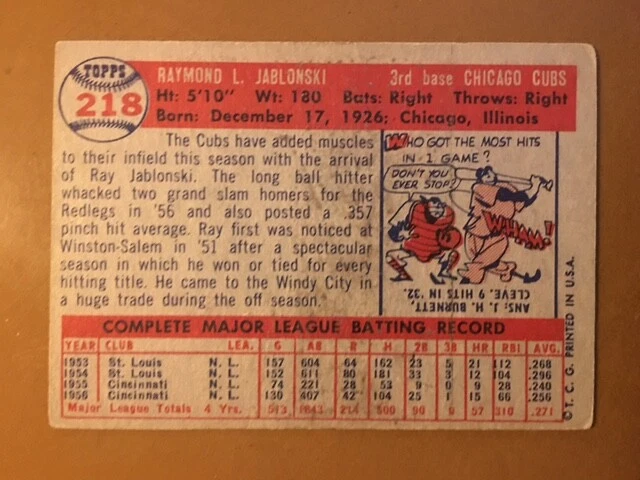 TOPPS
218
RAYMOND L. JABLONSKI 3rd base CHICAGO CUBS
Ht: 5'10" Wt: 180 Bats: Right Throws: Right
Born: December 17, 1926; Chicago, Illinois
The Cubs have added muscles
to their infield this season with the arrival
of Ray Jablonski. The long ball hitter
whacked two grand slam homers for the
Redlegs in '56 and also posted a .357
pinch hit average. Ray first was noticed at
Winston-Salem in '51 after a spectacular
season in which he won or tied for every
hitting title. He came to the Windy City in
a huge trade during the off season.
WHO GOT THE MOST HITS
IN 1 GAME?
DON'T YOU
EVER STOP?
WHAM!
ANS: J. H. BURNETT
CLEVE. 9 HITS IN '32.
COMPLETE MAJOR LEAGUE BATTING RECORD
YEAR CLUB LEA. G AB R H 2B 3B HR RBI AVG.
1953 St. Louis N. L. 157 604 64 162 23 5 21 112 .268
1954 St. Louis N. L. 152 611 80 181 33 3 12 104 .296
1955 Cincinnati N. L. 74 221 28 53 9 0 9 28 .240
1956 Cincinnati N. L. 130 407 42 104 25 1 15 66 .256
Major League Totals 4 Yrs. 513 1843 214 500 90 9 57 310 .271
© T. C. G. PRINTED IN U.S.A.